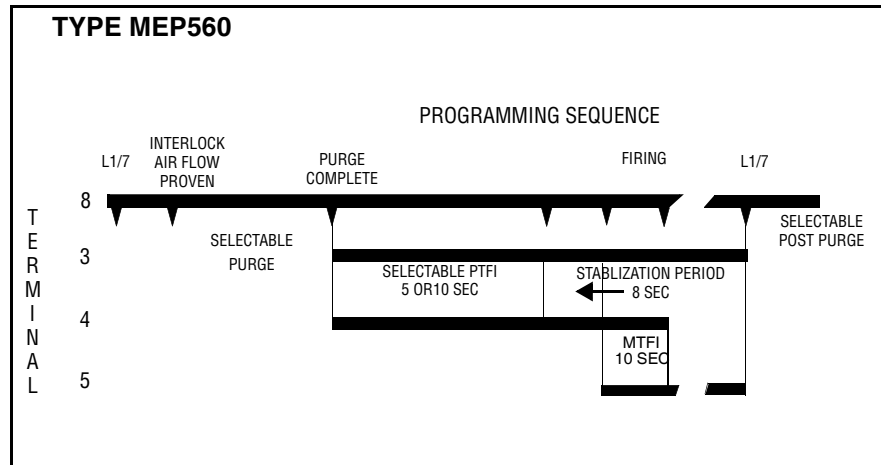 TYPE MEP560
PROGRAMMING SEQUENCE
L1/7
INTERLOCK
AIR FLOW
PROVEN
PURGE
COMPLETE
FIRING
L1/7
TERMINAL
8
SELECTABLE
POST PURGE
SELECTABLE
PURGE
3
SELECTABLE PTFI
5 OR10 SEC
STABLIZATION PERIOD
8 SEC
4
MTFI
10 SEC
5